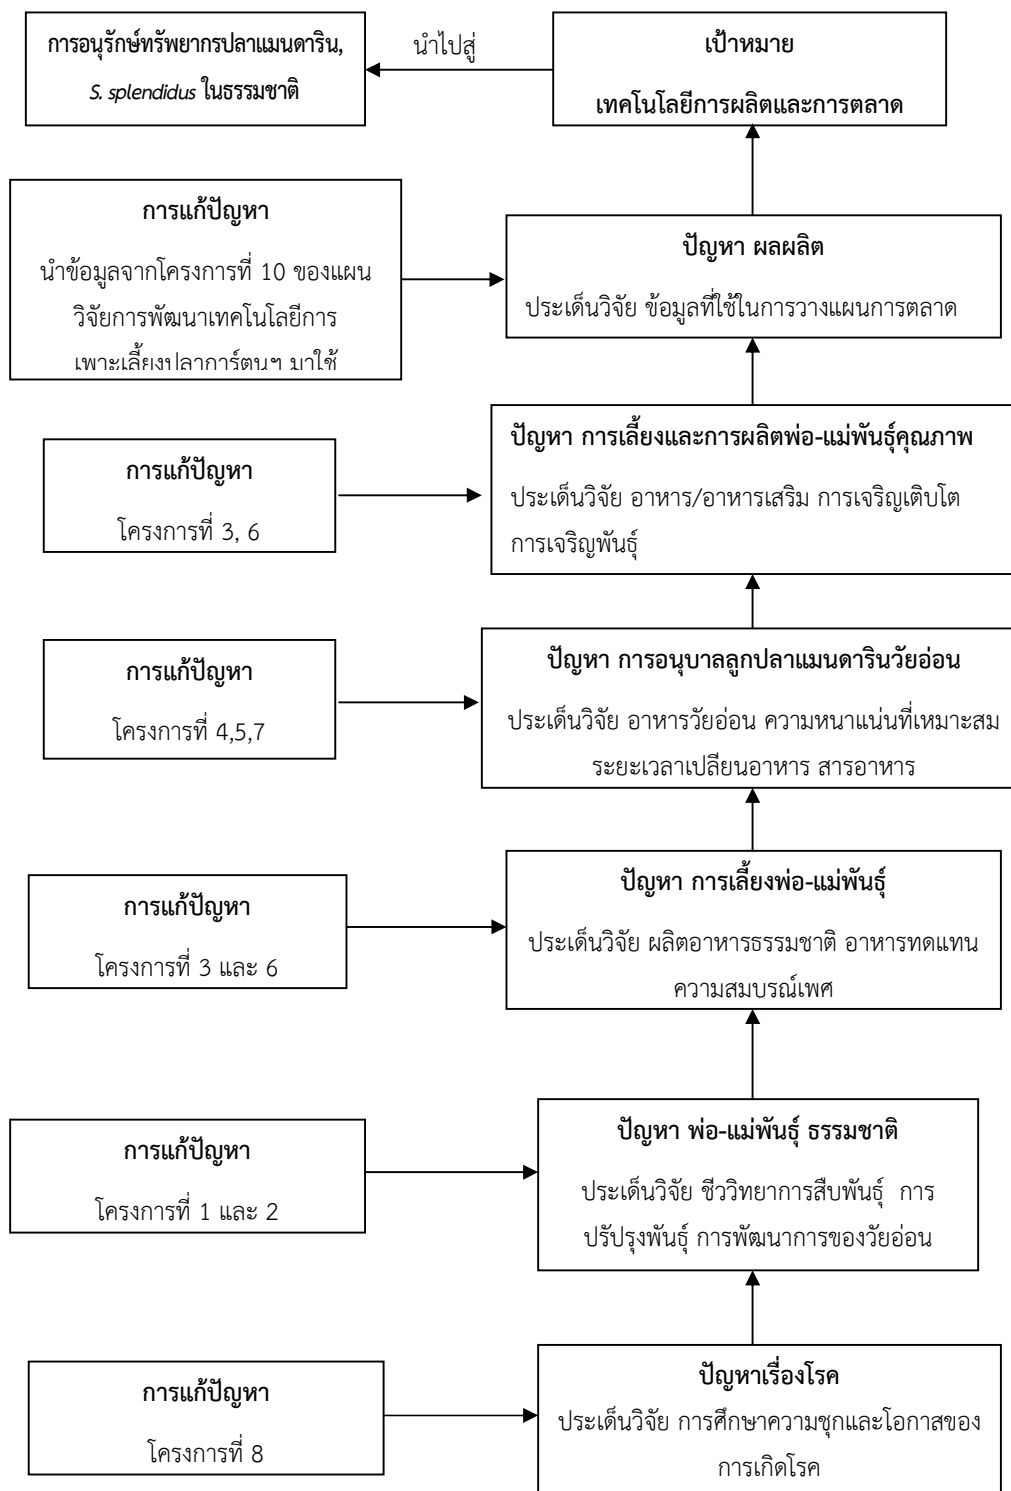 การอนุรักษ์ทรัพยากรปลาแมนดาริน,
S. splendidus ในธรรมชาติ
นำไปสู่
เป้าหมาย
เทคโนโลยีการผลิตและการตลาด
การแก้ปัญหา
นำข้อมูลจากโครงการที่ 10 ของแผน
วิจัยการพัฒนาเทคโนโลยีการ
เพาะเลี้ยงปลาการ์ตูนฯ มาใช้
ปัญหา ผลผลิต
ประเด็นวิจัย ข้อมูลที่ใช้ในการวางแผนการตลาด
การแก้ปัญหา
โครงการที่ 3, 6
ปัญหา การเลี้ยงและการผลิตพ่อ-แม่พันธุ์คุณภาพ
ประเด็นวิจัย อาหาร/อาหารเสริม การเจริญเติบโต
การเจริญพันธุ์
การแก้ปัญหา
โครงการที่ 4,5,7
ปัญหา การอนุบาลลูกปลาแมนดารินวัยอ่อน
ประเด็นวิจัย อาหารวัยอ่อน ความหนาแน่นที่เหมาะสม
ระยะเวลาเปลี่ยนอาหาร สารอาหาร
การแก้ปัญหา
โครงการที่ 3 และ 6
ปัญหา การเลี้ยงพ่อ-แม่พันธุ์
ประเด็นวิจัย ผลิตอาหารธรรมชาติ อาหารทดแทน
ความสมบูรณ์เพศ
การแก้ปัญหา
โครงการที่ 1 และ 2
ปัญหา พ่อ-แม่พันธุ์ ธรรมชาติ
ประเด็นวิจัย ชีววิทยาการสืบพันธุ์ การ
ปรับปรุงพันธุ์ การพัฒนาการของวัยอ่อน
การแก้ปัญหา
โครงการที่ 8
ปัญหาเรื่องโรค
ประเด็นวิจัย การศึกษาความชุกและโอกาสของ
การเกิดโรค